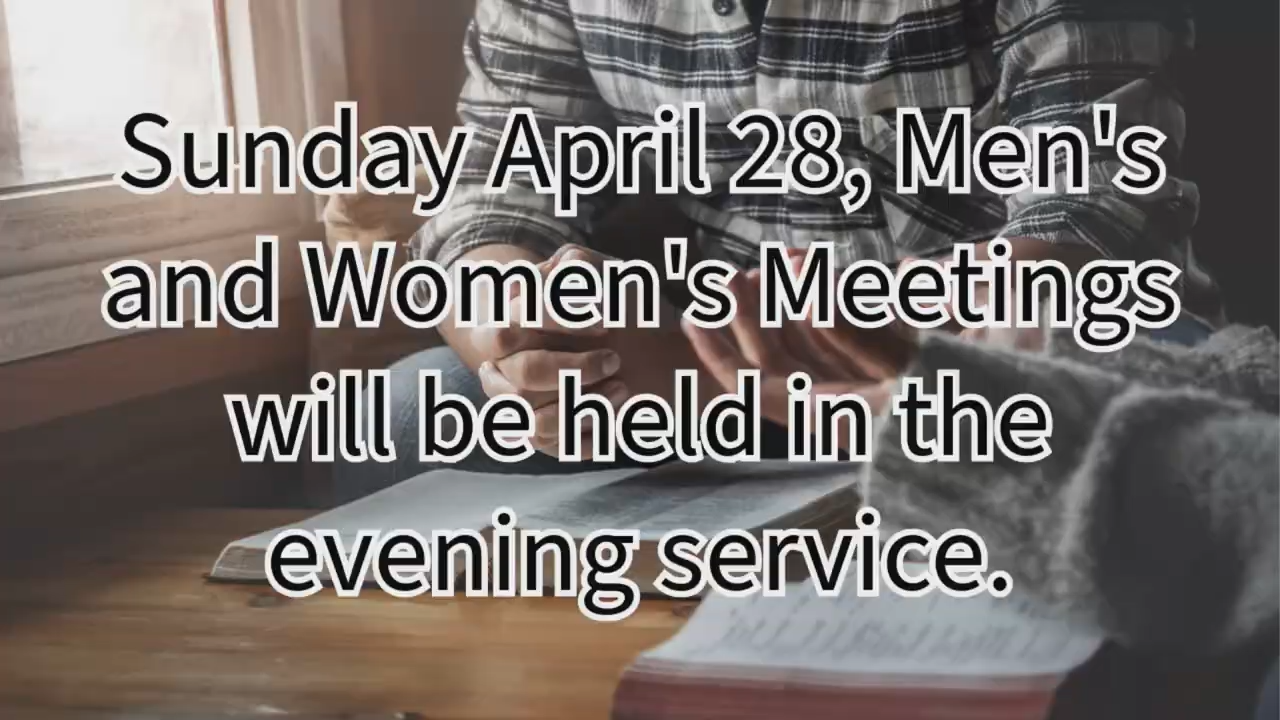 Sunday April 28, Men's
and Women's Meetings
will be held in the
evening service.